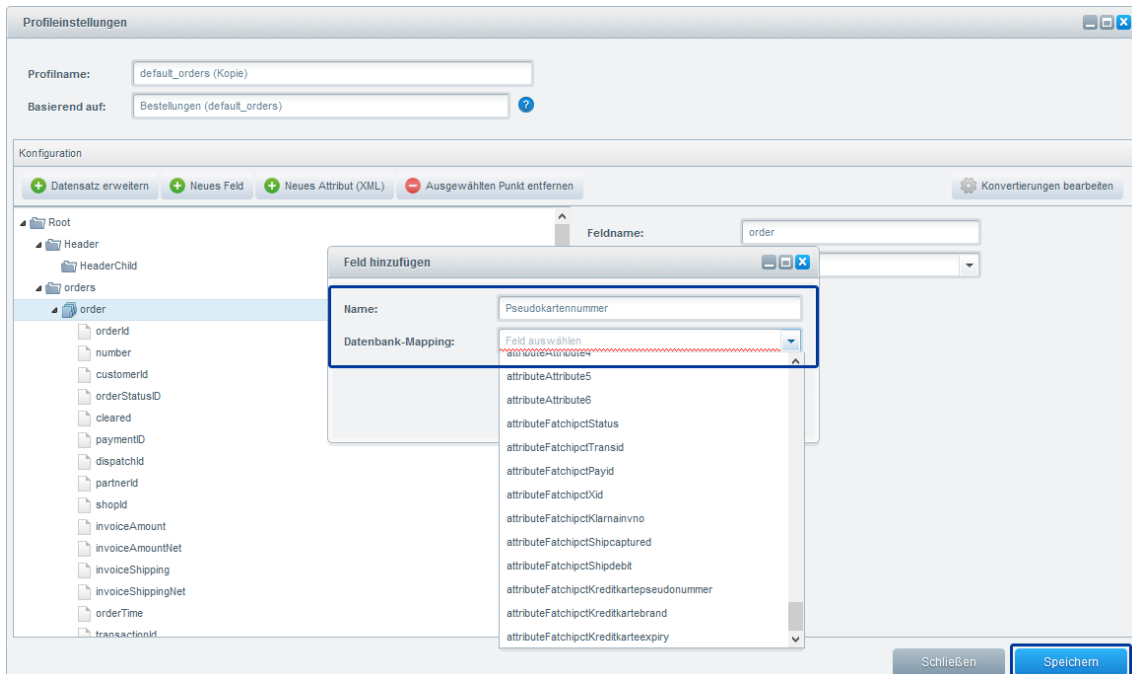 Profileinstellungen
Profilname: default_orders (Kopie)
Basierend auf: Bestellungen (default_orders) ?
Konfiguration
Datensatz erweitern Neues Feld Neues Attribut (XML) Ausgewählten Punkt entfernen Konvertierungen bearbeiten
Root
Header
HeaderChild
orders
order
orderId
number
customerId
orderStatusID
cleared
paymentID
dispatchId
partnerId
shopId
invoiceAmount
invoiceAmountNet
invoiceShipping
invoiceShippingNet
orderTime
transactionId
Feldname: order
Feld hinzufügen
Name: Pseudokartennummer
Datenbank-Mapping: Feld auswählen
attributeAttribute4
attributeAttribute5
attributeAttribute6
attributeFatchipctStatus
attributeFatchipctTransid
attributeFatchipctPayid
attributeFatchipctXid
attributeFatchipctKlarnainvno
attributeFatchipctShipcaptured
attributeFatchipctShipdebit
attributeFatchipctKreditkartepseudonummer
attributeFatchipctKreditkartebrand
attributeFatchipctKreditkarteexpiry
Schließen Speichern